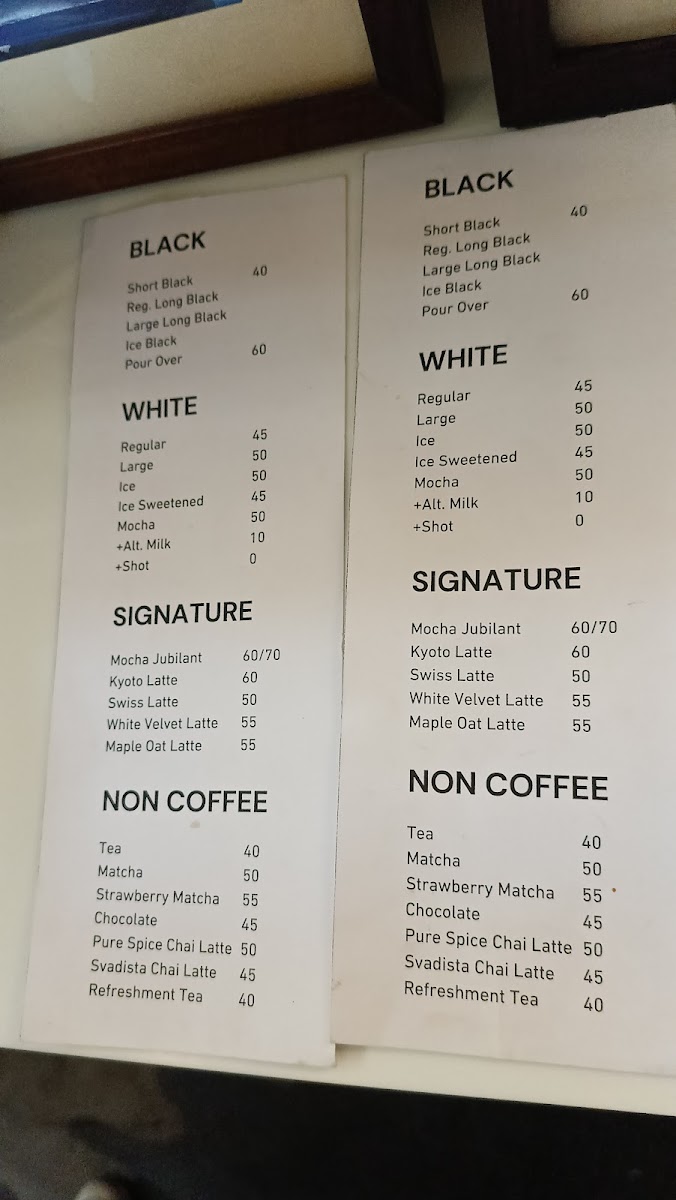 BLACK
Short Black 40
Reg. Long Black
Large Long Black
Ice Black
Pour Over 60
WHITE
Regular 45
Large 50
Ice 50
Ice Sweetened 45
Mocha 50
+Alt. Milk 10
+Shot 0
SIGNATURE
Mocha Jubilant 60/70
Kyoto Latte 60
Swiss Latte 50
White Velvet Latte 55
Maple Oat Latte 55
NON COFFEE
Tea 40
Matcha 50
Strawberry Matcha 55
Chocolate 45
Pure Spice Chai Latte 50
Svadista Chai Latte 45
Refreshment Tea 40
BLACK
Short Black 40
Reg. Long Black
Large Long Black
Ice Black
Pour Over 60
WHITE
Regular 45
Large 50
Ice 50
Ice Sweetened 45
Mocha 50
+Alt. Milk 10
+Shot 0
SIGNATURE
Mocha Jubilant 60/70
Kyoto Latte 60
Swiss Latte 50
White Velvet Latte 55
Maple Oat Latte 55
NON COFFEE
Tea 40
Matcha 50
Strawberry Matcha 55
Chocolate 45
Pure Spice Chai Latte 50
Svadista Chai Latte 45
Refreshment Tea 40